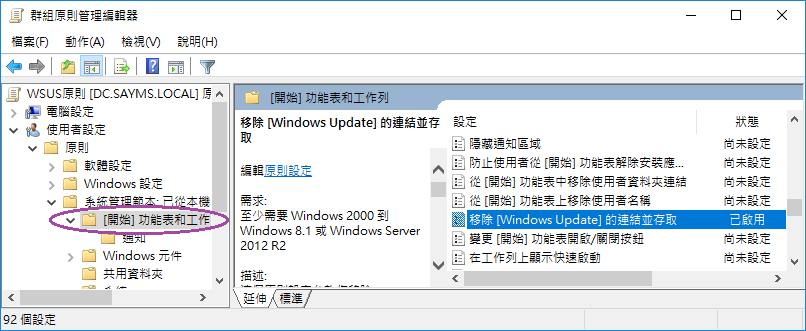 群組原則管理編輯器
檔案(F) 動作(A) 檢視(V) 說明(H)
WSUS原則 [DC.SAYMS.LOCAL] 原
電腦設定
使用者設定
原則
軟體設定
Windows 設定
系統管理範本: 已從本機
[開始] 功能表和工作
通知
Windows 元件
共用資料夾
[開始] 功能表和工作列
移除 [Windows Update] 的連結並存
取
編輯原則設定
需求:
至少需要 Windows 2000 到
Windows 8.1 或 Windows Server
2012 R2
描述:
設定 狀態
隱藏通知區域 尚未設定
防止使用者從 [開始] 功能表解除安裝應... 尚未設定
從 [開始] 功能表中移除使用者資料夾連結 尚未設定
從 [開始] 功能表上移除使用者名稱 尚未設定
移除 [Windows Update] 的連結並存取 已啟用
變更 [開始] 功能表開啟/關閉按鈕 尚未設定
在工作列上顯示快速啟動 尚未設定
延伸 標準
92 個設定